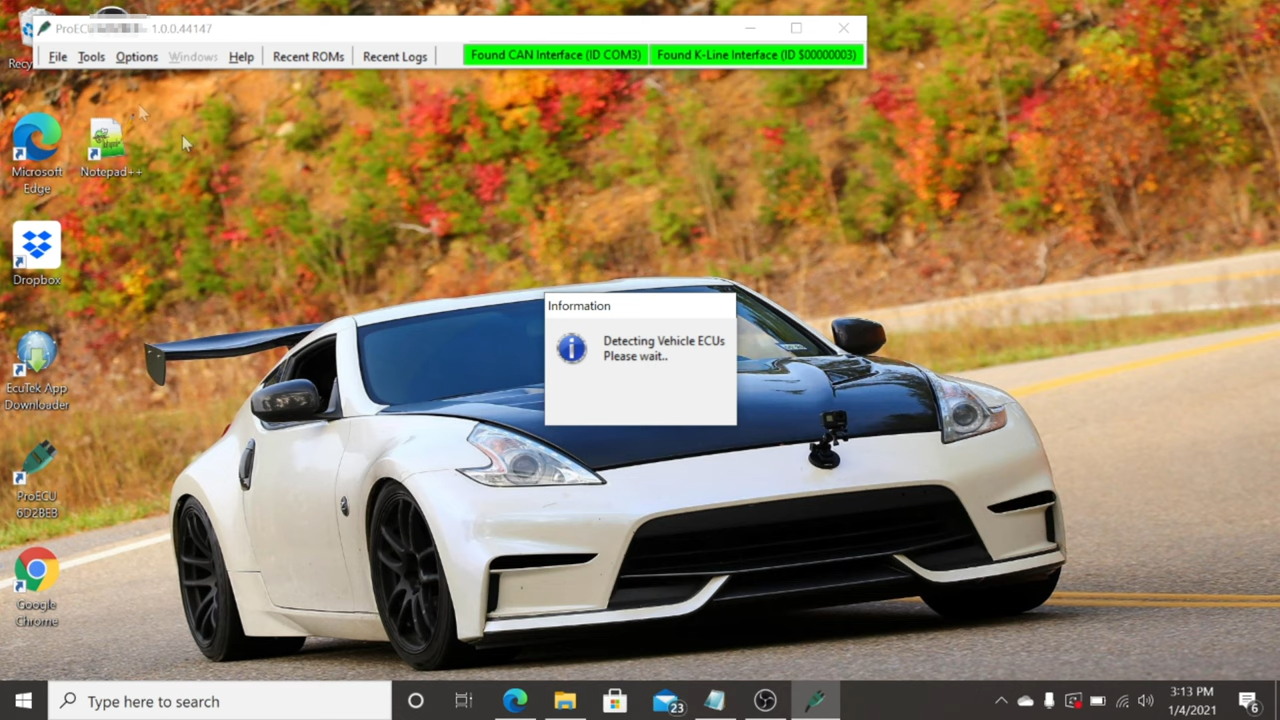 ProECU
1.0.0.44147
File Tools Options Windows Help Recent ROMs Recent Logs Found CAN Interface (ID COM3) Found K-Line Interface (ID $00000003)
Recy
Microsoft
Edge
Notepad++
Dropbox
EcuTek App
Downloader
ProECU
6D2BEB
Google
Chrome
Information
Detecting Vehicle ECUs
Please wait..
Type here to search
23
3:13 PM
1/4/2021
6